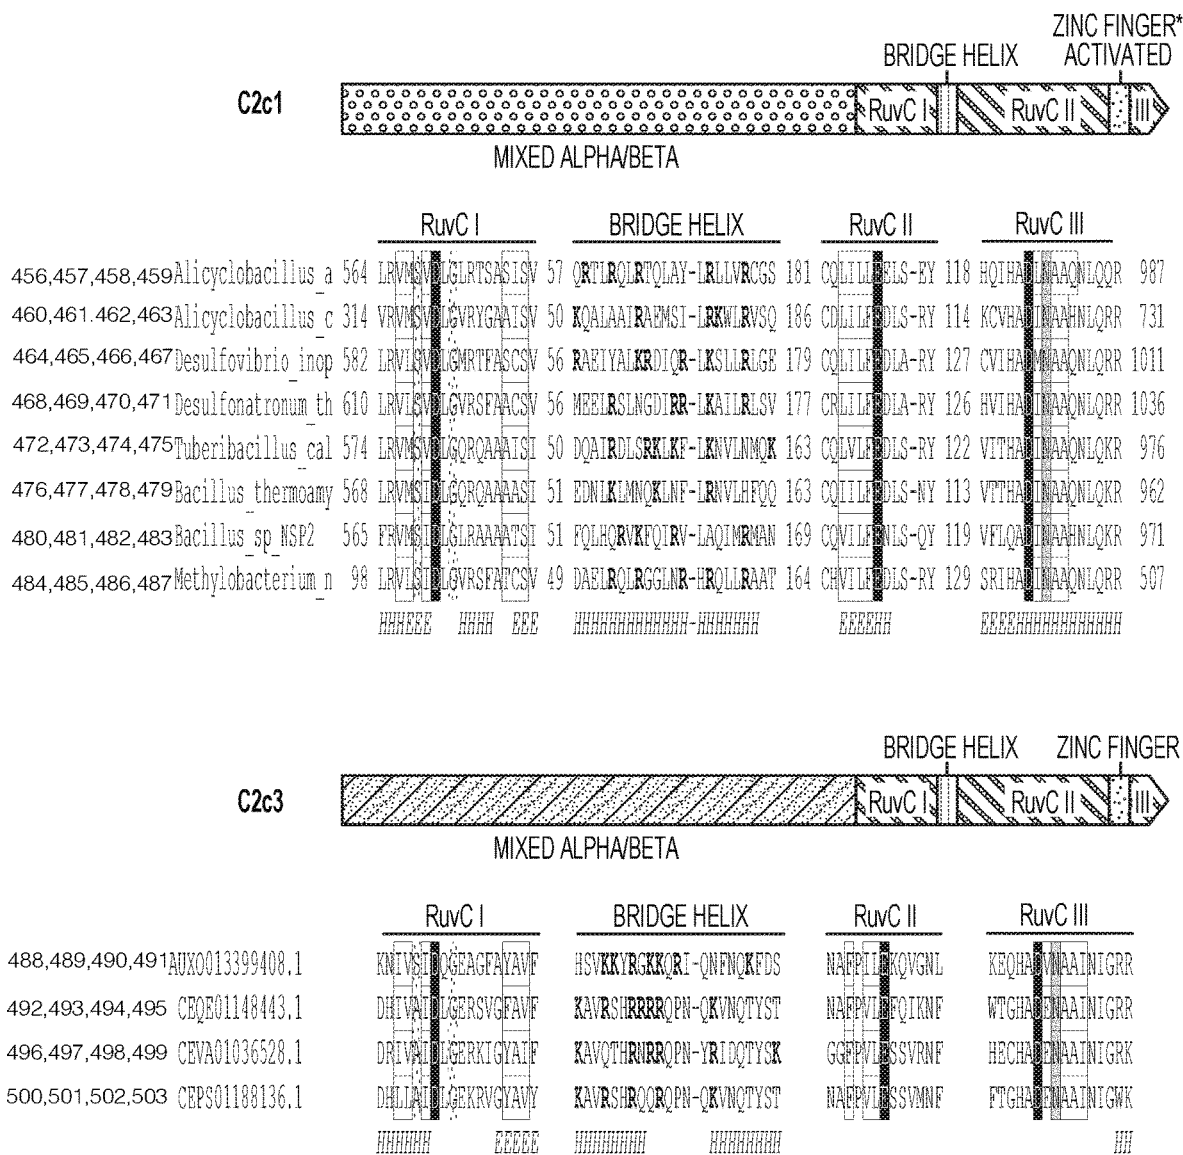 ZINC FINGER*
BRIDGE HELIX ACTIVATED
C2c1 RuvC I RuvC II III
MIXED ALPHA/BETA
RuvC I BRIDGE HELIX RuvC II RuvC III
456,457,458,459 Alicyclobacillus_a 564 LRVMSVDLGLRTSASISV 57 QRTLRQLRTQLAY-LRLLVRCGS 181 CQLILLEELS-EY 118 HQIHADLNAAQNLQQR 987
460,461.462,463 Alicyclobacillus_c 314 VRVMSVDLGVRYGAAISV 50 KQALAAIRAEMSI-LRKWLRVSQ 186 CDLILFEDLS-RY 114 KCVHADINAAHNLQRR 731
464,465,466,467 Desulfovibrio_inop 582 LRVLSVDLGMRTFASCSV 56 RAEIYALKRDIQR-LKSLLRLGE 179 CQLILFEDLA-RY 127 CVIHADMNAAQNLQRR 1011
468,469,470,471 Desulfonatronum_th 610 LRVLSVDLGVRSFAACSV 56 MEELRSLNGDIRR-LKAILRLSV 177 CRLILFEDLA-RY 126 HVIHADINAAQNLQRR 1036
472,473,474,475 Tuberibacillus_cal 574 LRVMSVDLGQRQAAAISI 50 DQAIRDLSRKLKF-LKNVLNMQK 163 CQLVLFEDLS-RY 122 VITHADINAAQNLQKR 976
476,477,478,479 Bacillus_thermoamy 568 LRVMSIDLGQRQAAAASI 51 EDNLKLMNQKLNF-LRNVLHFQQ 163 CQIILFEDLS-NY 113 VTTHADINAAQNLQKR 962
480,481,482,483 Bacillus_sp_NSP2 565 FRVMSIDLGLRAAAATSI 51 FQLHQRVKFQIRV-LAQIMRMAN 169 CQVILFENLS-QY 119 VFLQADINAAHNLQKR 971
484,485,486,487 Methylobacterium_n 98 LRVLSIDLGVRSFATCSV 49 DAELRQLRGGLNR-HRQLLRAAT 164 CHVILFEDLS-RY 129 SRIHADINAAQNLQRR 507
HHHEEE HHHH EEE HHHHHHHHHHHHH-HHHHHHH EEEEHH EEEEHHHHHHHHHHHH
BRIDGE HELIX ZINC FINGER
C2c3 RuvC I RuvC II III
MIXED ALPHA/BETA
RuvC I BRIDGE HELIX RuvC II RuvC III
488,489,490,491 AUXO013399408.1 KNIVSIDQGEAGFAYAVF HSVKKYRGKKQRI-QNFNQKFDS NAFPILEKQVGNL KEQHADVNAAINIGRR
492,493,494,495 CEQE01148443.1 DHIVAIDLGERSVGFAVF KAVRSHRRRRQPN-QKVNQTYST NAFPVLEFQIKNF WTGHADENAAINIGRR
496,497,498,499 CEVA01036528.1 DRIVAIDLGERKIGYAIF KAVQTHRNRRQPN-YRIDQTYSK GGFPVLESSVRNF HECHADENAAINIGRK
500,501,502,503 CEPS01188136.1 DHLLAIDLGEKRVGYAVY KAVRSHRQQRQPN-QKVNQTYST NAFPVLESSVMNF FTGHADENAAINIGWK
HHHHHH EEEEE HHHHHHHH HHHHHHHH HH